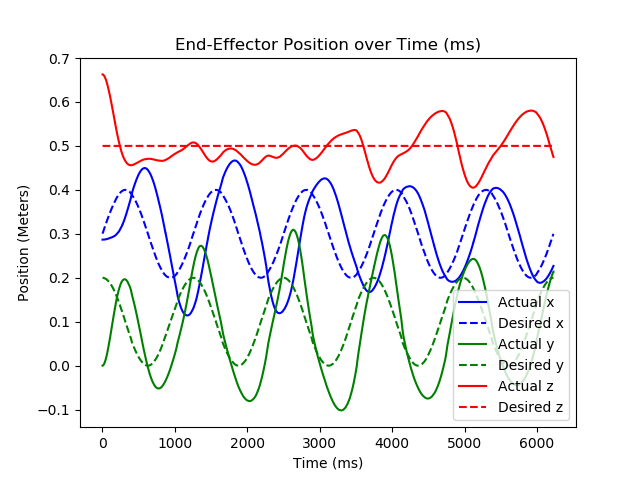 End-Effector Position over Time (ms)
Position (Meters)
0.7
0.6
0.5
0.4
0.3
0.2
0.1
0.0
−0.1
Actual x
Desired x
Actual y
Desired y
Actual z
Desired z
0 1000 2000 3000 4000 5000 6000
Time (ms)